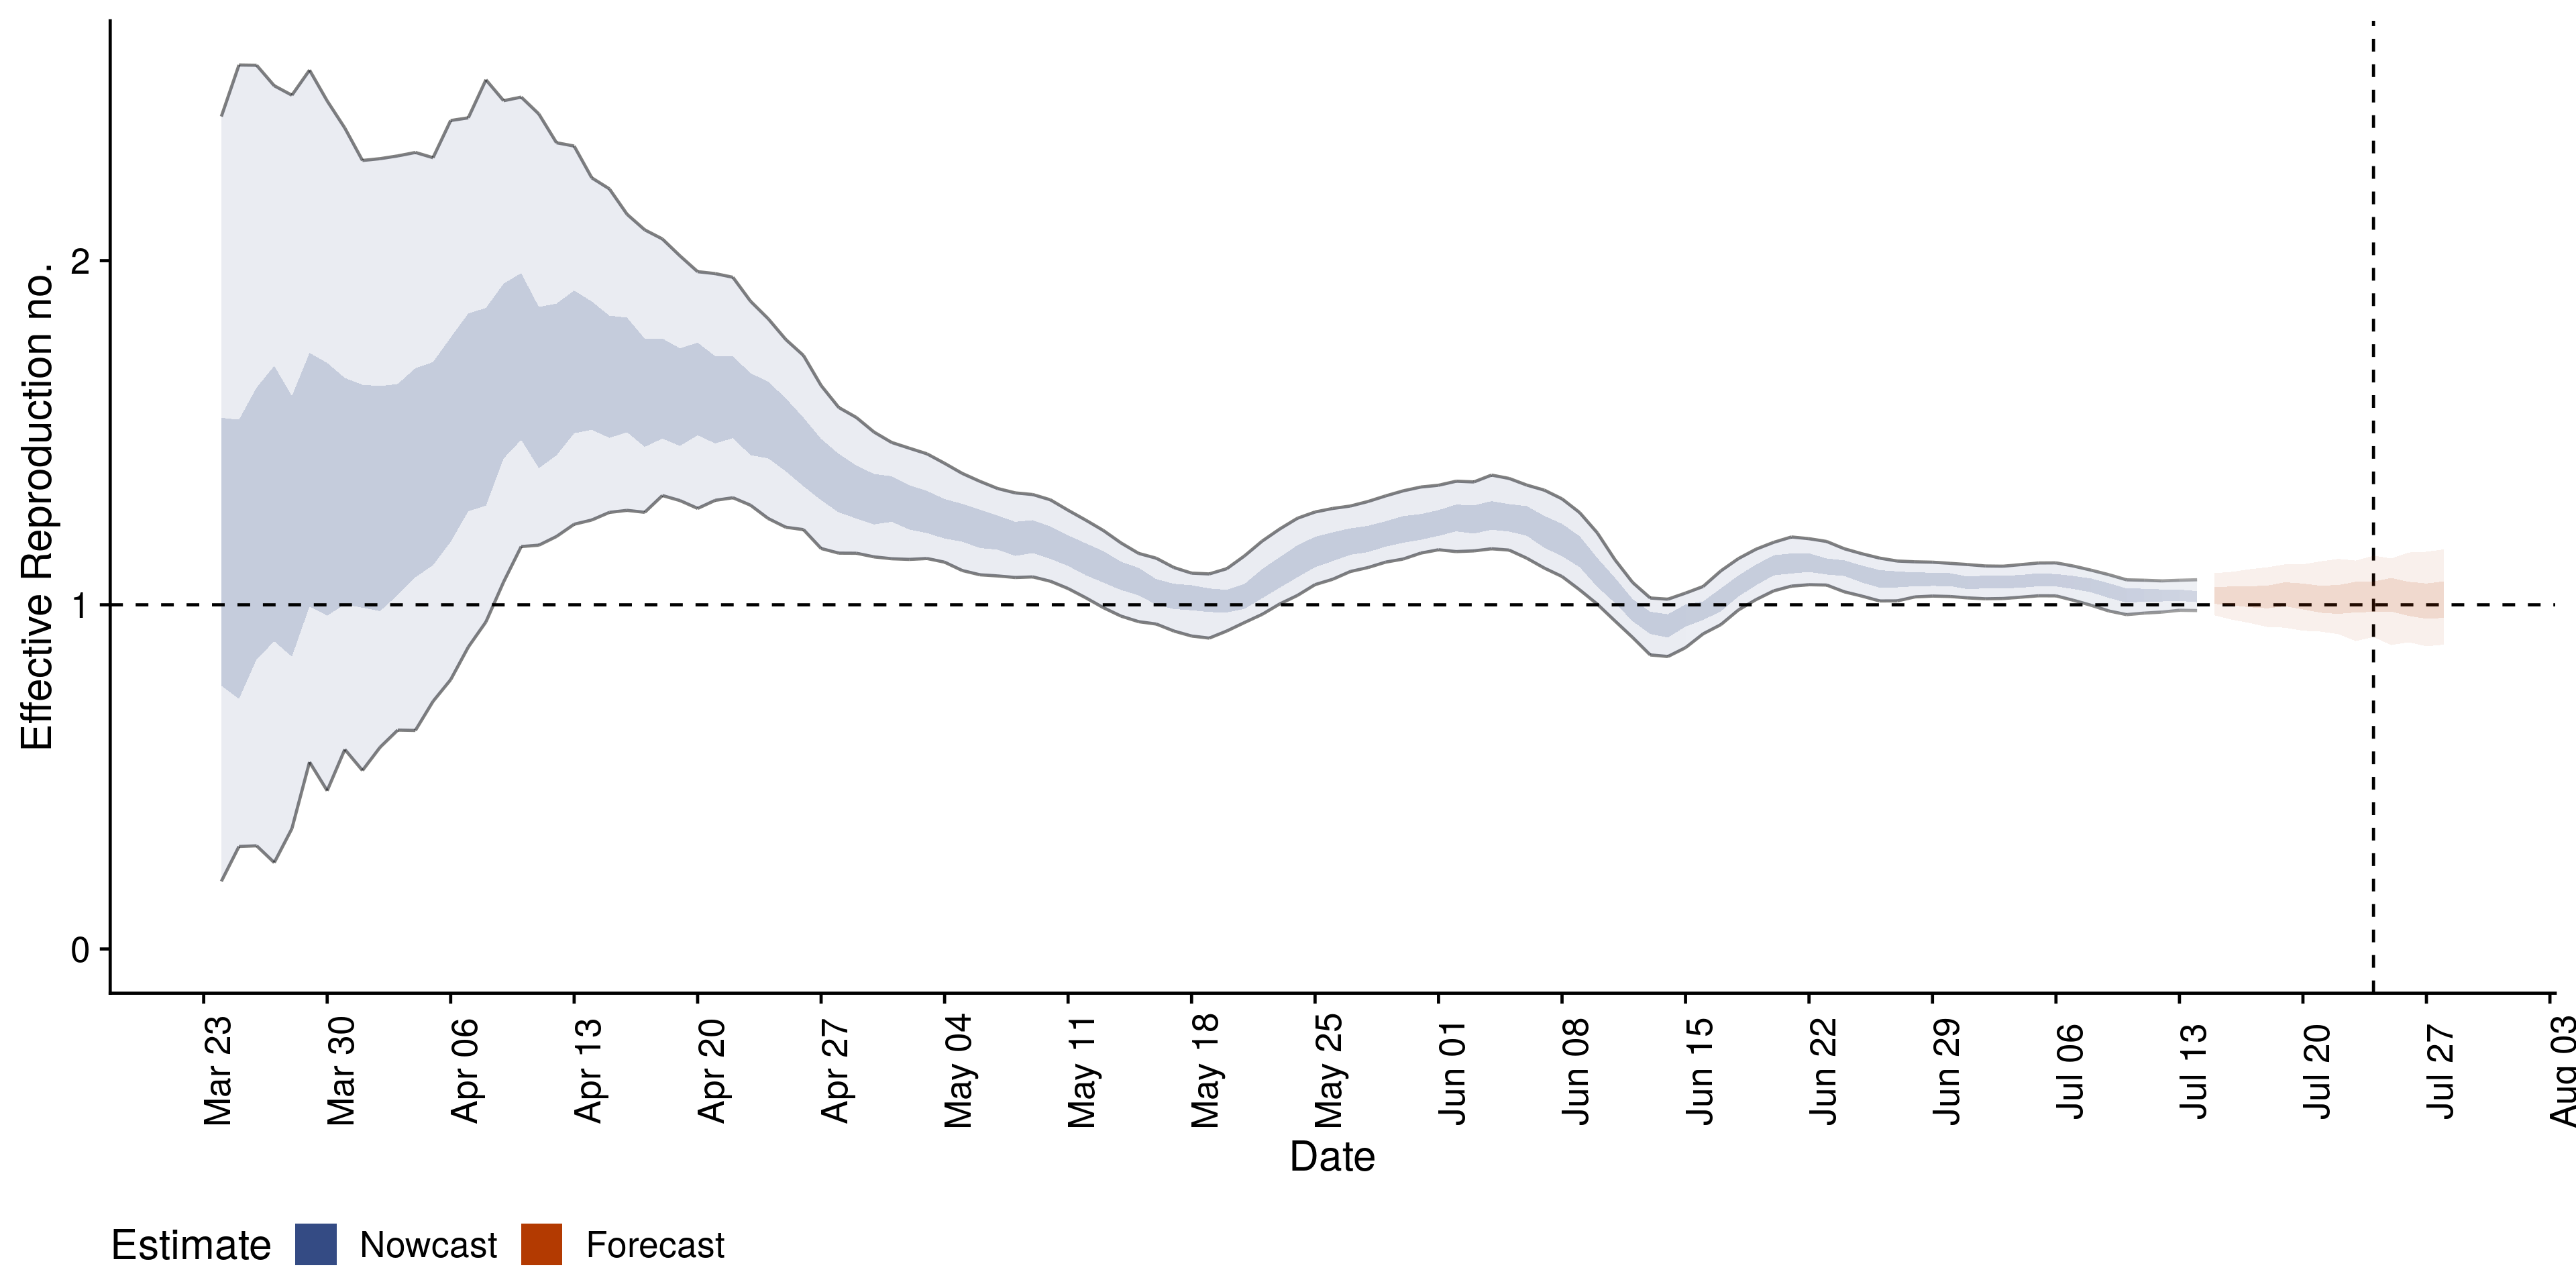 Effective Reproduction no.
2
1
0
Mar 23
Mar 30
Apr 06
Apr 13
Apr 20
Apr 27
May 04
May 11
May 18
May 25
Jun 01
Jun 08
Jun 15
Jun 22
Jun 29
Jul 06
Jul 13
Jul 20
Jul 27
Aug 03
Date
Estimate Nowcast Forecast